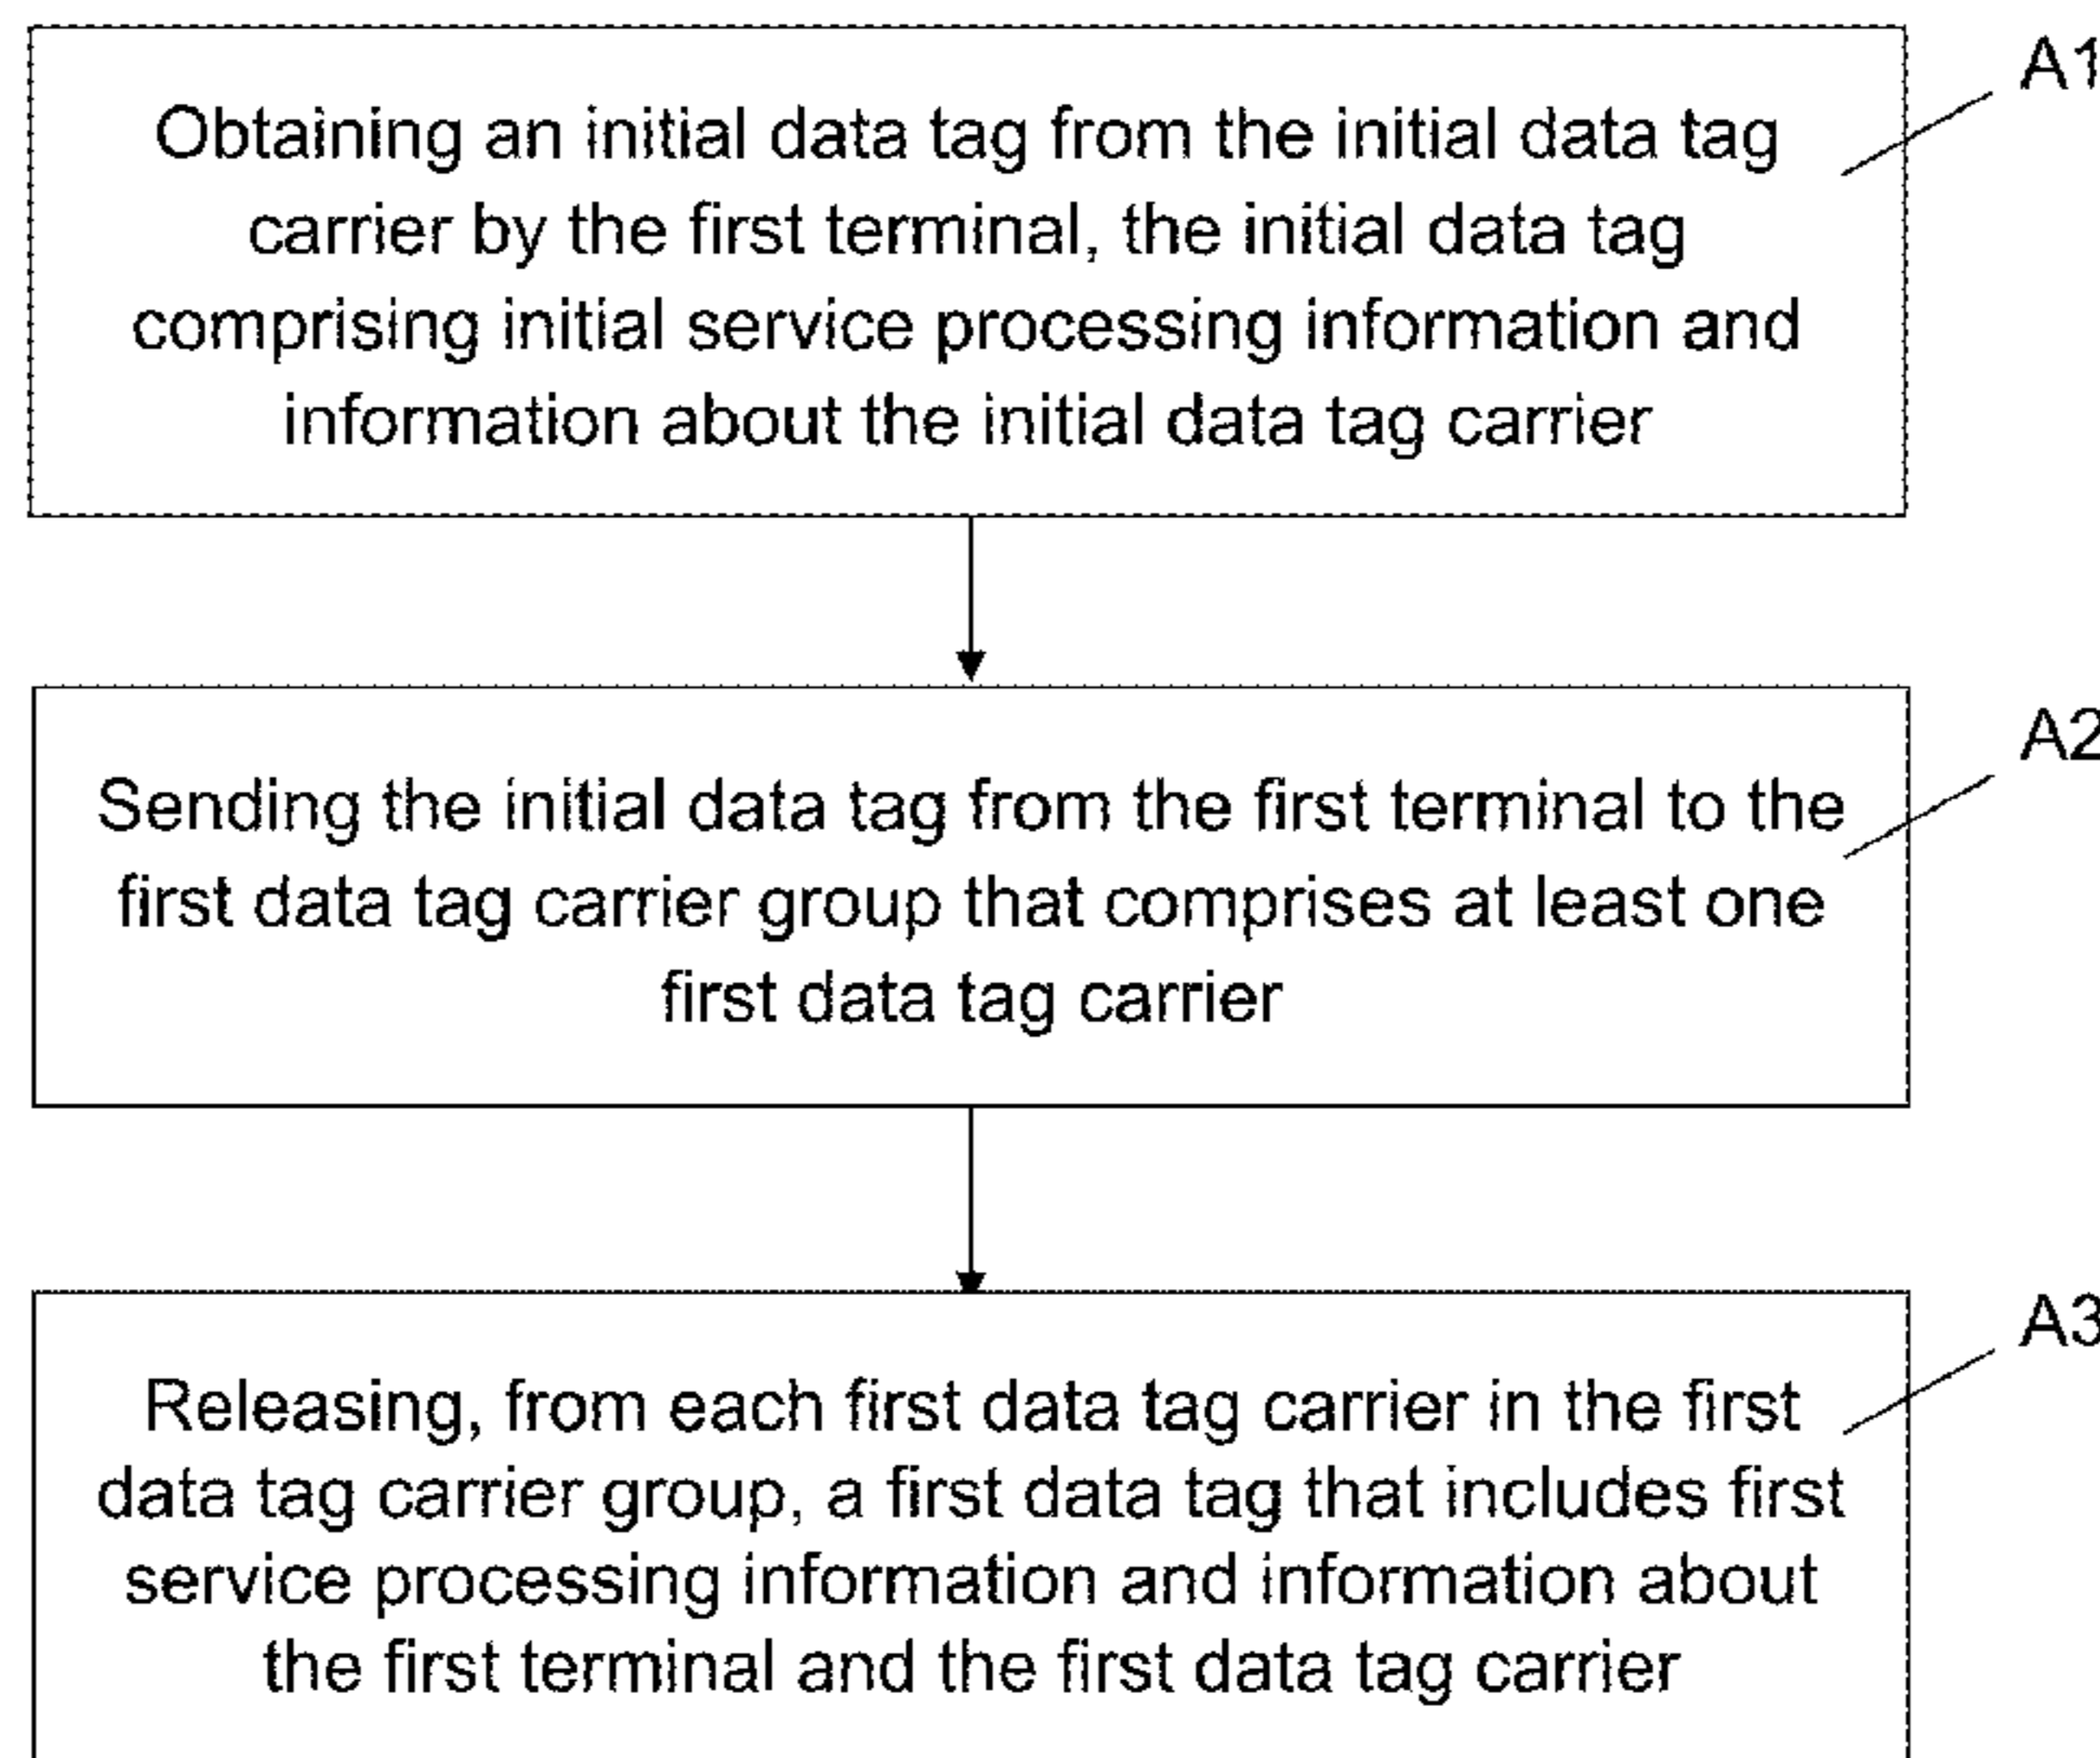 A1
Obtaining an initial data tag from the initial data tag
carrier by the first terminal, the initial data tag
comprising initial service processing information and
information about the initial data tag carrier
A2
Sending the initial data tag from the first terminal to the
first data tag carrier group that comprises at least one
first data tag carrier
A3
Releasing, from each first data tag carrier in the first
data tag carrier group, a first data tag that includes first
service processing information and information about
the first terminal and the first data tag carrier